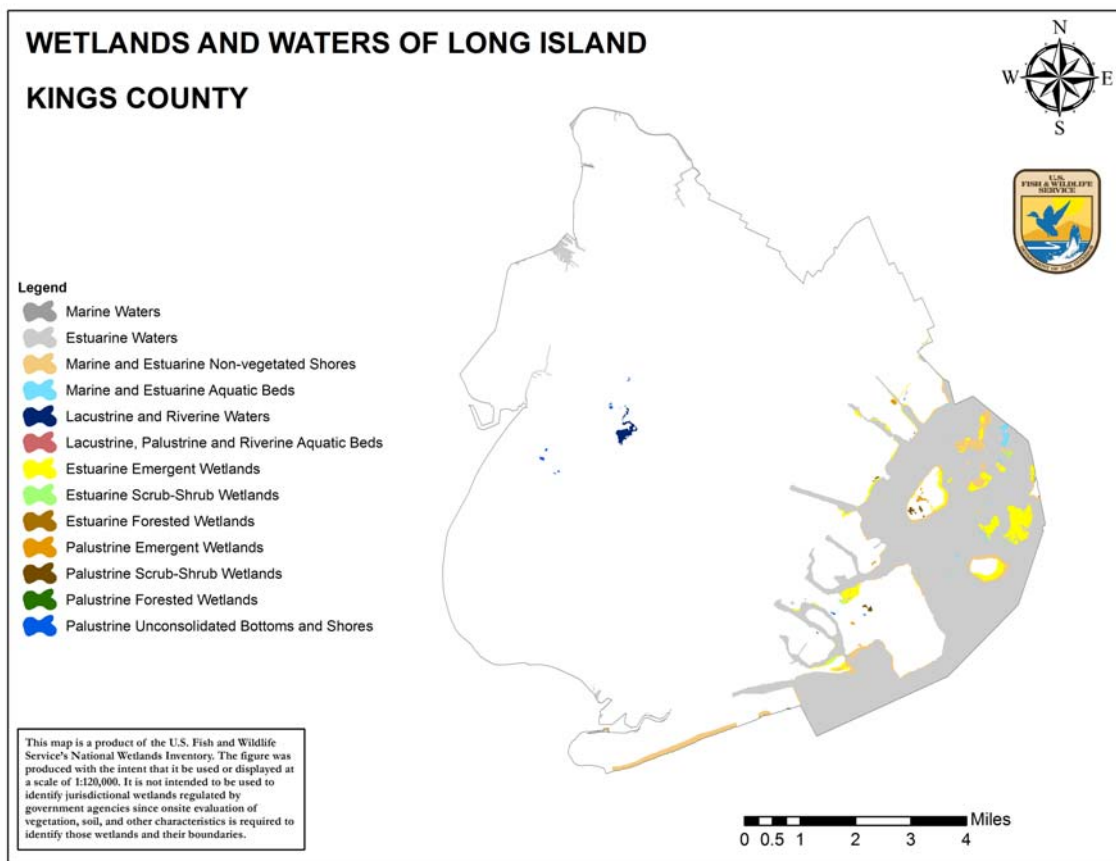 WETLANDS AND WATERS OF LONG ISLAND
KINGS COUNTY
N
W E
S
U.S.
FISH & WILDLIFE
SERVICE
DEPARTMENT OF THE INTERIOR
Legend
Marine Waters
Estuarine Waters
Marine and Estuarine Non-vegetated Shores
Marine and Estuarine Aquatic Beds
Lacustrine and Riverine Waters
Lacustrine, Palustrine and Riverine Aquatic Beds
Estuarine Emergent Wetlands
Estuarine Scrub-Shrub Wetlands
Estuarine Forested Wetlands
Palustrine Emergent Wetlands
Palustrine Scrub-Shrub Wetlands
Palustrine Forested Wetlands
Palustrine Unconsolidated Bottoms and Shores
This map is a product of the U.S. Fish and Wildlife
Service's National Wetlands Inventory. The figure was
produced with the intent that it be used or displayed at
a scale of 1:120,000. It is not intended to be used to
identify jurisdictional wetlands regulated by
government agencies since onsite evaluation of
vegetation, soil, and other characteristics is required to
identify those wetlands and their boundaries.
Miles
0 0.5 1 2 3 4